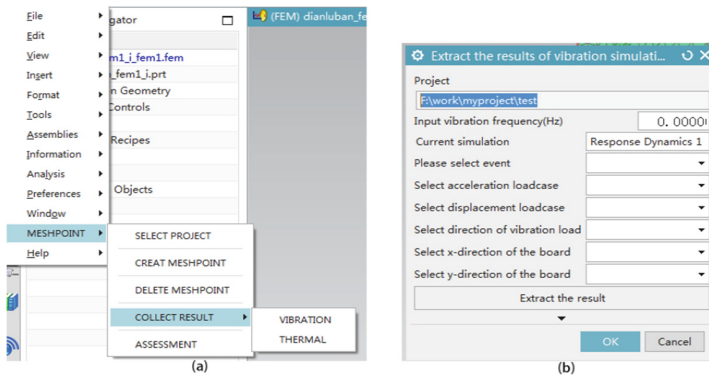 File
Edit
View
Insert
Format
Tools
Assemblies
Information
Analysis
Preferences
Window
MESHPOINT
Help
gator
m1_i_fem1.fem
_fem1_i.prt
n Geometry
Controls
Recipes
Objects
(FEM) dianluban_fe
SELECT PROJECT
CREAT MESHPOINT
DELETE MESHPOINT
COLLECT RESULT
ASSESSMENT
VIBRATION
THERMAL
(a)
Extract the results of vibration simulati...
Project
F:\work\myproject\test
Input vibration frequency(Hz) 0.0000
Current simulation Response Dynamics 1
Please select event
Select acceleration loadcase
Select displacement loadcase
Select direction of vibration load
Select x-direction of the board
Select y-direction of the board
Extract the result
OK Cancel
(b)